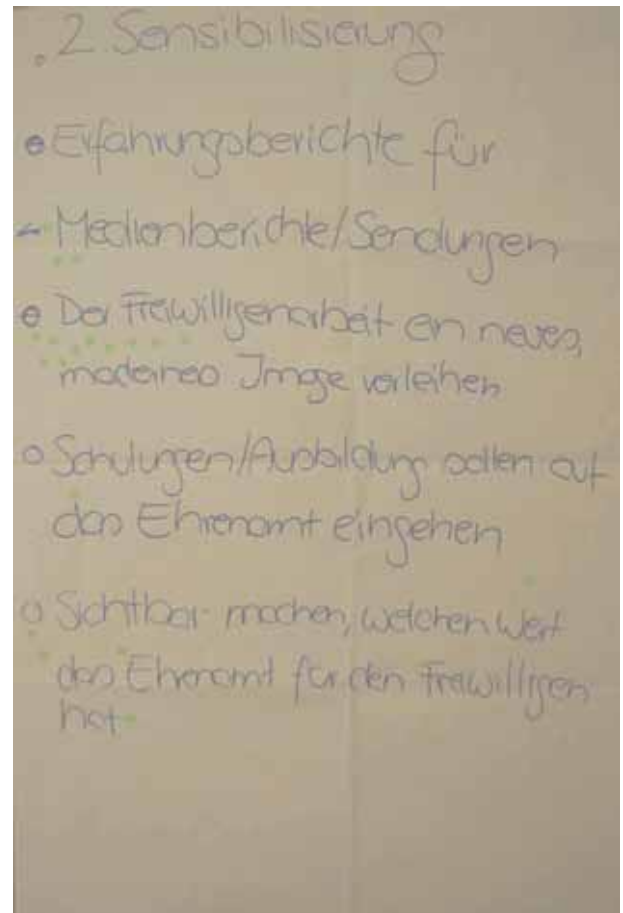 2. Sensibilisierung
• Erfahrungsberichte für
- Medienberichte/Sendungen
• Der Freiwilligenarbeit ein neues,
modernes Image verleihen
○ Schulungen/Ausbildung sollen auf
das Ehrenamt eingehen
○ Sichtbar machen, welchen Wert
das Ehrenamt für den Freiwilligen
hat